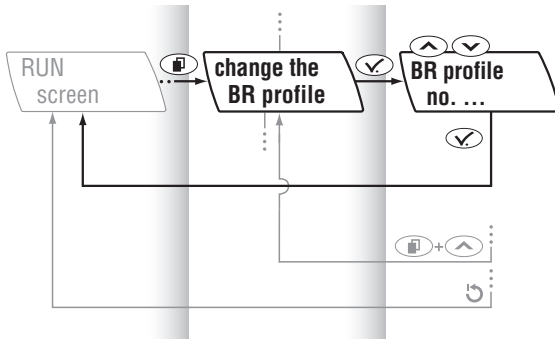 RUN
screen
change the
BR profile
BR profile
no. ...
+